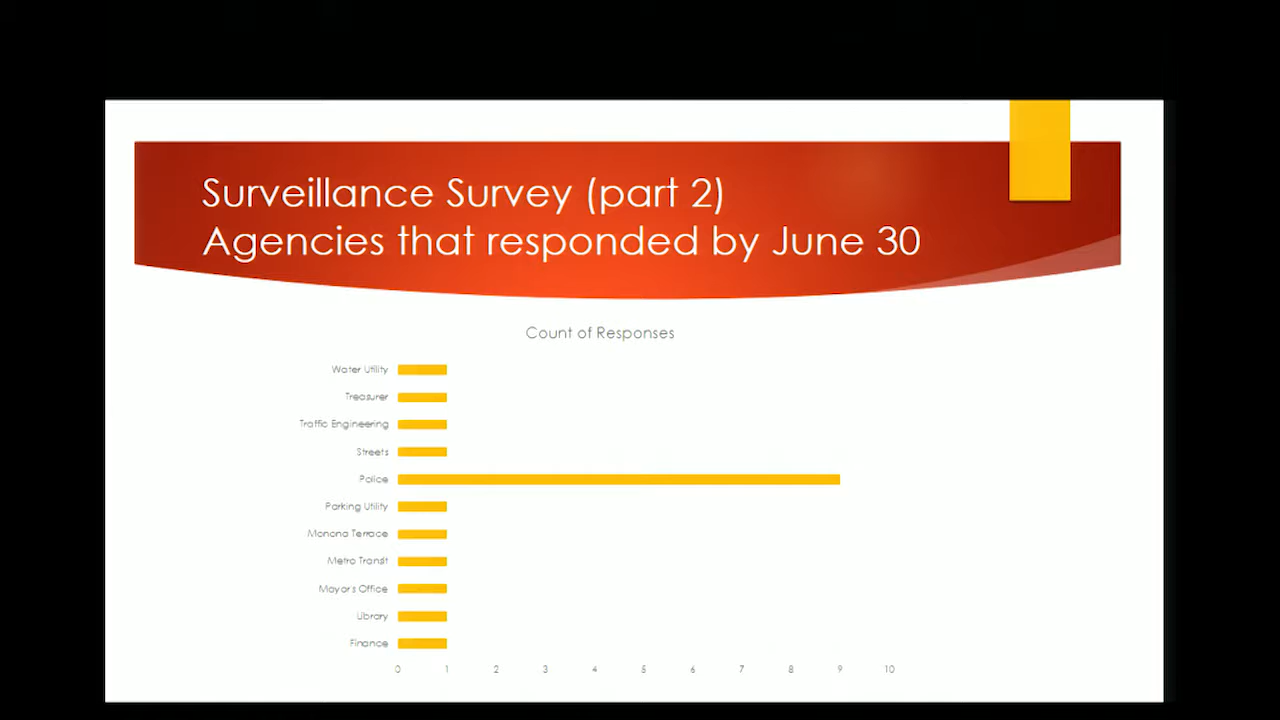 Surveillance Survey (part 2)
Agencies that responded by June 30
Count of Responses
Water Utility
Treasurer
Traffic Engineering
Streets
Police
Parking Utility
Monona Terrace
Metro Transit
Mayor's Office
Library
Finance
0 1 2 3 4 5 6 7 8 9 10